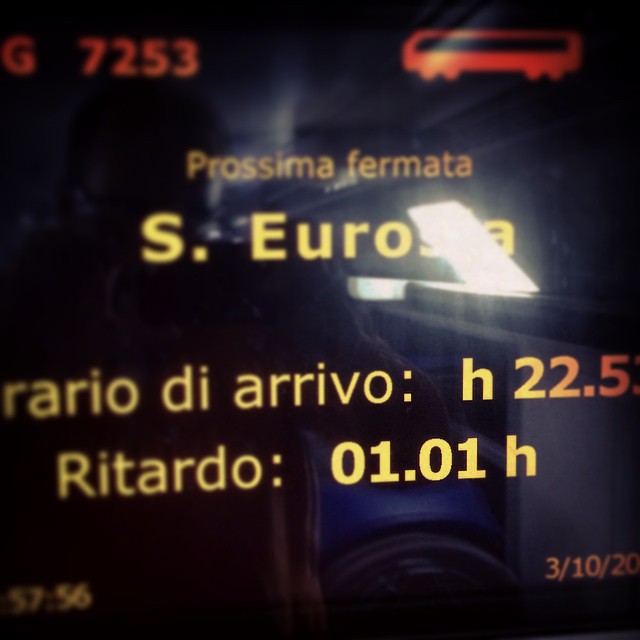 G 7253
Prossima fermata
S.
rario di arrivo: h 22.5
Ritardo: 01.01 h
3/10/20
:57:56